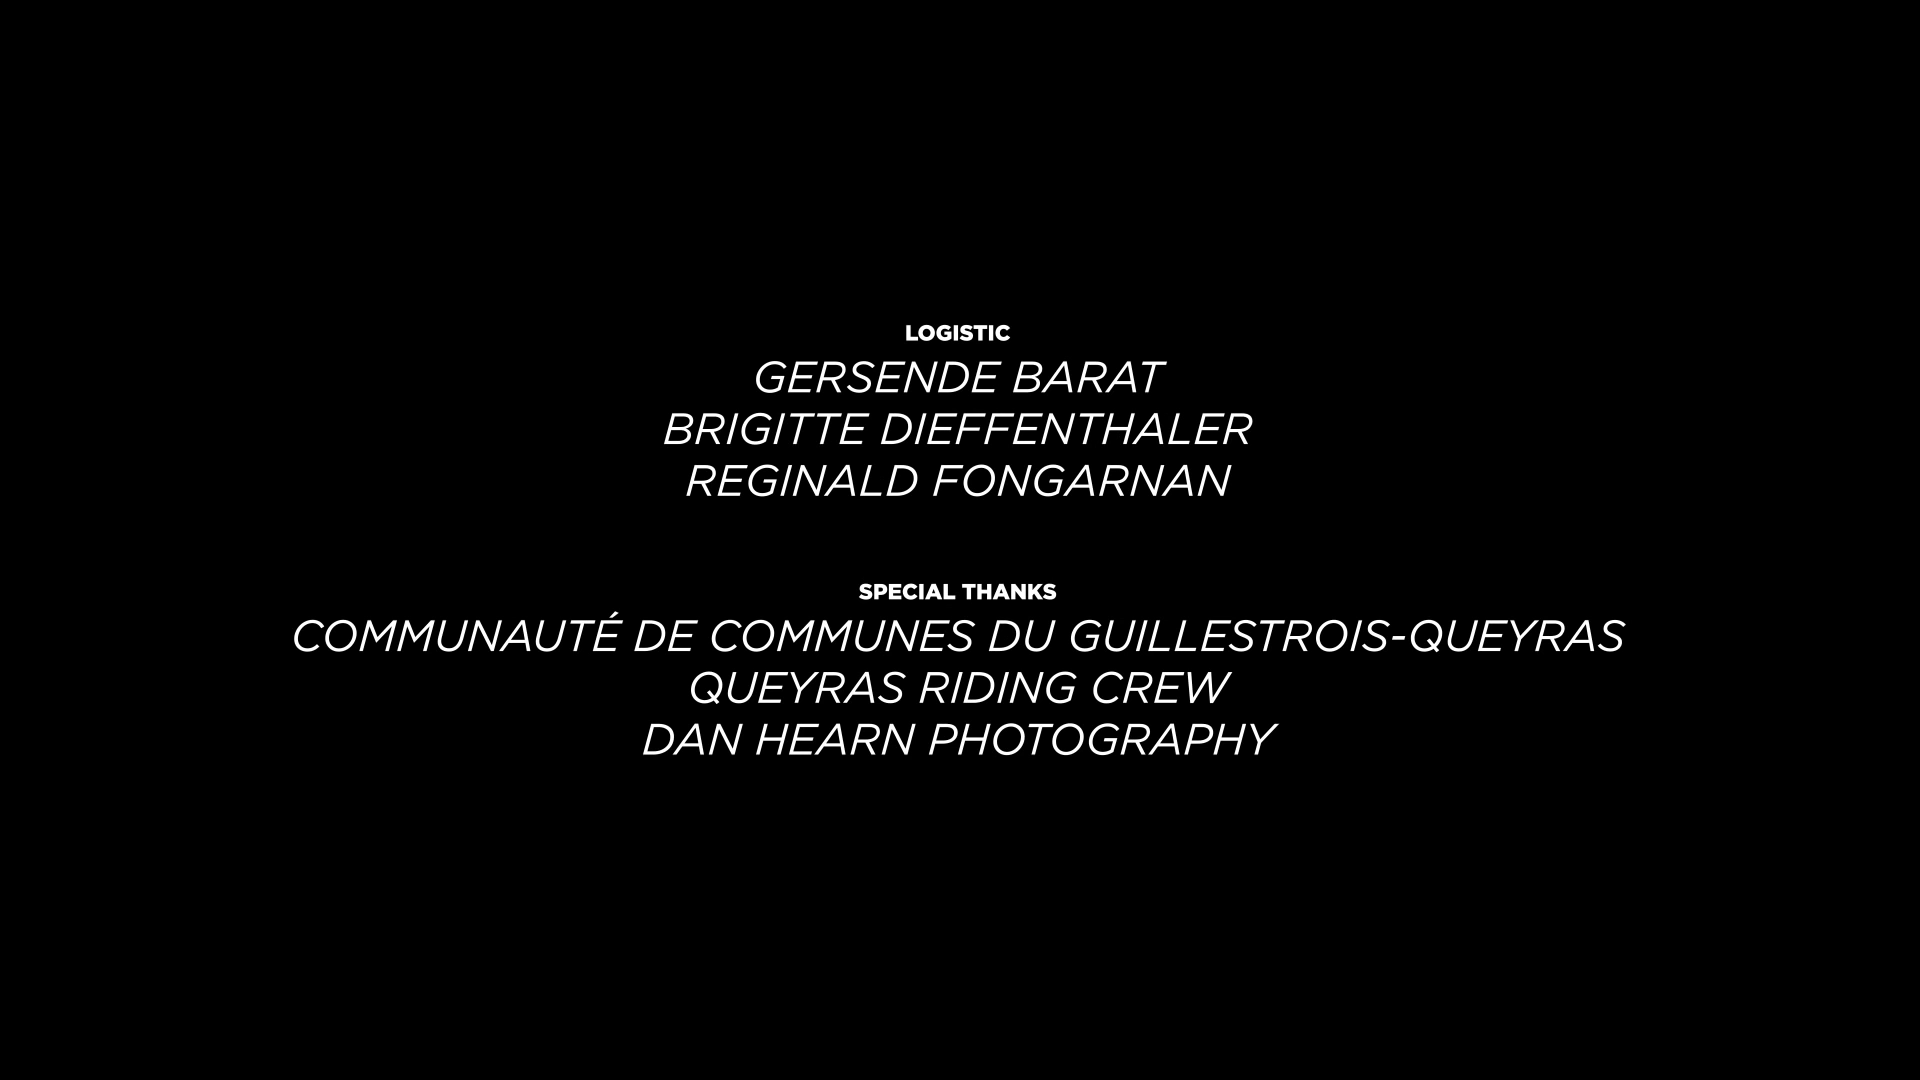 LOGISTIC
GERSENDE BARAT
BRIGITTE DIEFFENTHALER
REGINALD FONGARNAN
SPECIAL THANKS
COMMUNAUTÉ DE COMMUNES DU GUILLESTROIS-QUEYRAS
QUEYRAS RIDING CREW
DAN HEARN PHOTOGRAPHY